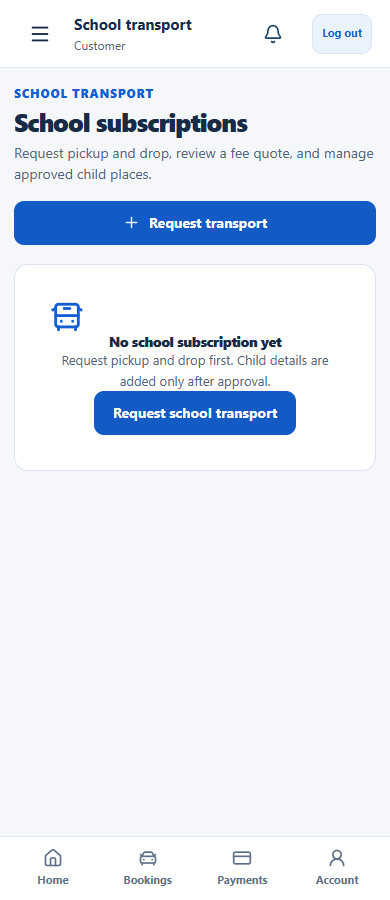 School transport
Customer
Log out
SCHOOL TRANSPORT
School subscriptions
Request pickup and drop, review a fee quote, and manage
approved child places.
Request transport
No school subscription yet
Request pickup and drop first. Child details are
added only after approval.
Request school transport
Home
Bookings
Payments
Account